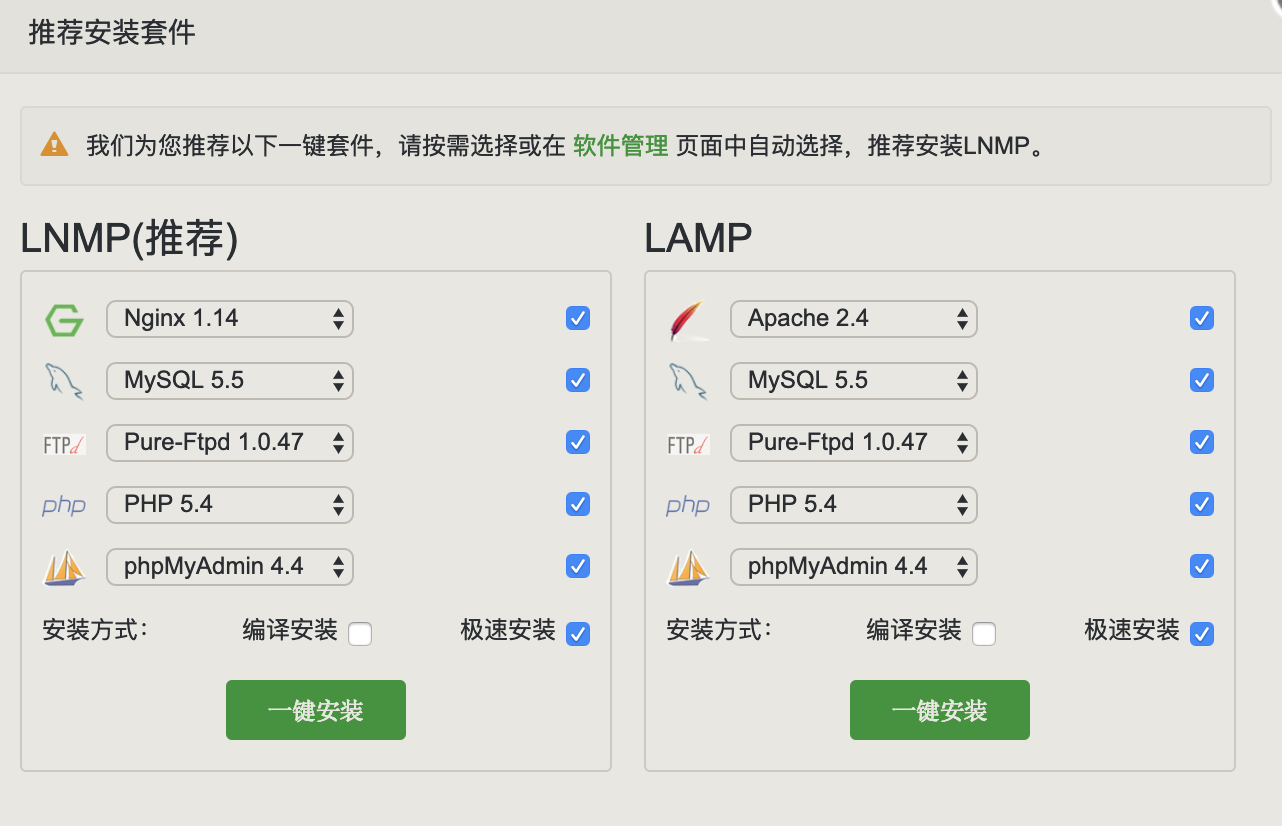 推荐安装套件
我们为您推荐以下一键套件，请按需选择或在 软件管理 页面中自动选择，推荐安装LNMP。
LNMP(推荐)
Nginx 1.14
MySQL 5.5
FTPd
Pure-Ftpd 1.0.47
php
PHP 5.4
phpMyAdmin 4.4
安装方式： 编译安装 极速安装
一键安装
LAMP
Apache 2.4
MySQL 5.5
FTPd
Pure-Ftpd 1.0.47
php
PHP 5.4
phpMyAdmin 4.4
安装方式： 编译安装 极速安装
一键安装